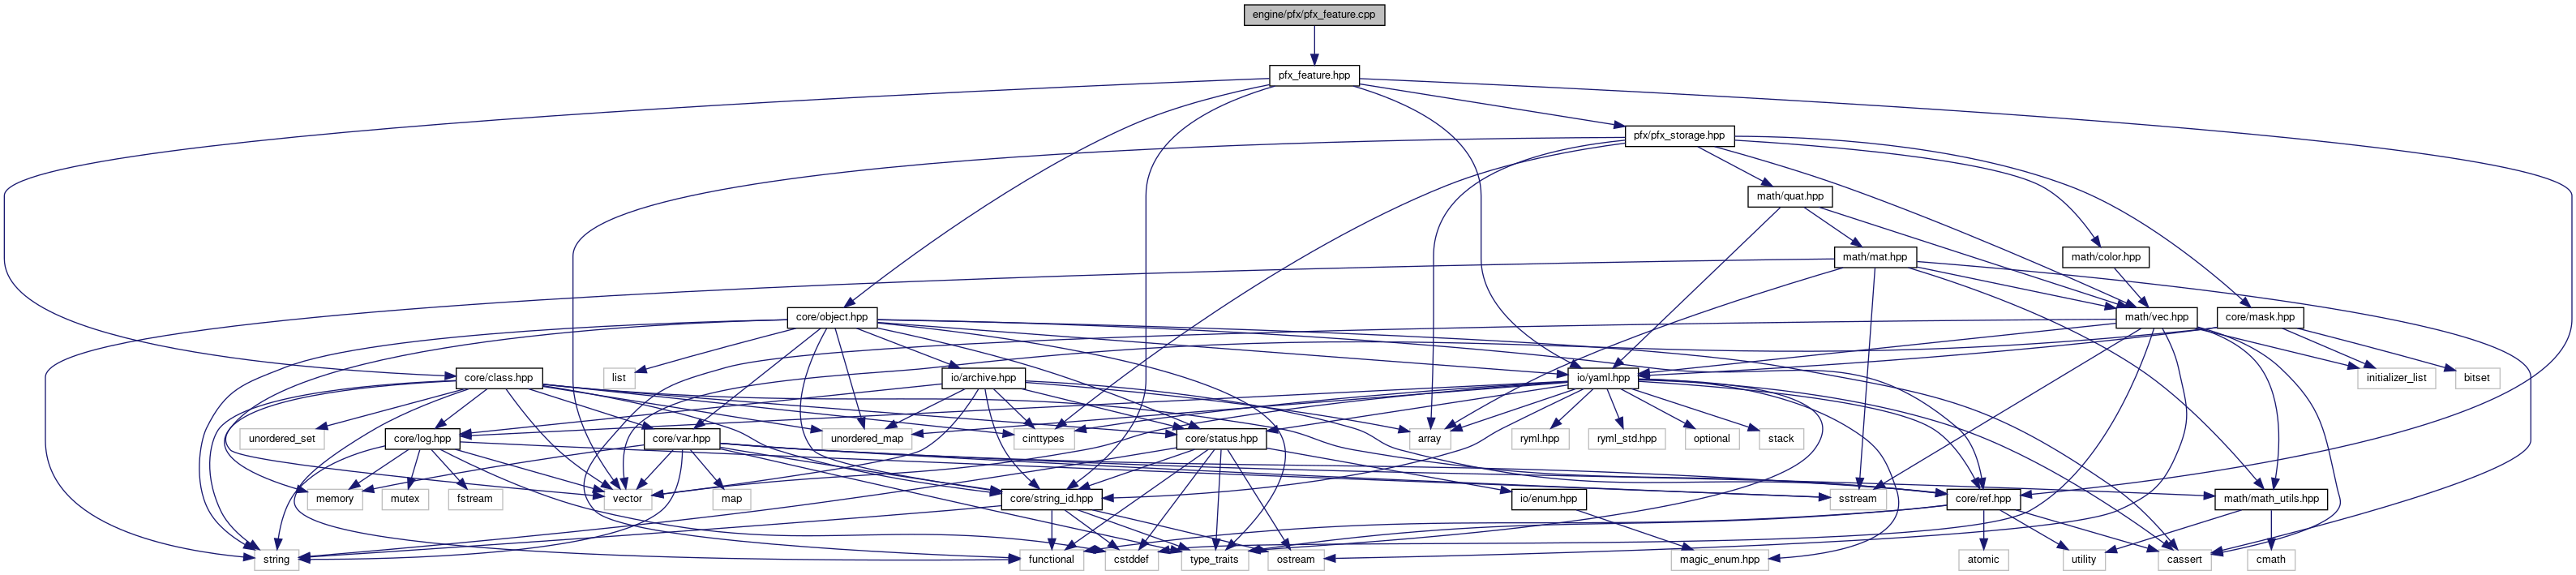 engine/pfx/pfx_feature.cpp
pfx_feature.hpp
pfx/pfx_storage.hpp
math/quat.hpp
math/mat.hpp
math/color.hpp
core/object.hpp
math/vec.hpp
core/mask.hpp
core/class.hpp
list
io/archive.hpp
io/yaml.hpp
initializer_list
bitset
unordered_set
core/log.hpp
core/var.hpp
unordered_map
cinttypes
core/status.hpp
array
ryml.hpp
ryml_std.hpp
optional
stack
memory
mutex
fstream
vector
map
core/string_id.hpp
io/enum.hpp
sstream
core/ref.hpp
math/math_utils.hpp
string
functional
cstddef
type_traits
ostream
magic_enum.hpp
atomic
utility
cassert
cmath